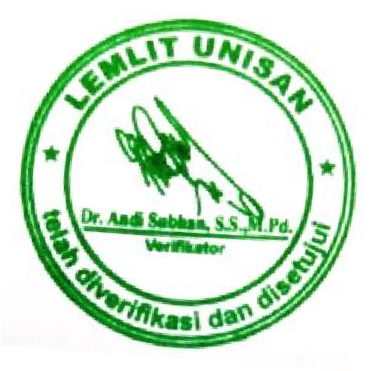 LEMLIT UNISAN
Dr. Andi Subhan, S.S.,M.Pd.
Verifikator
telah diverifikasi dan disetujui